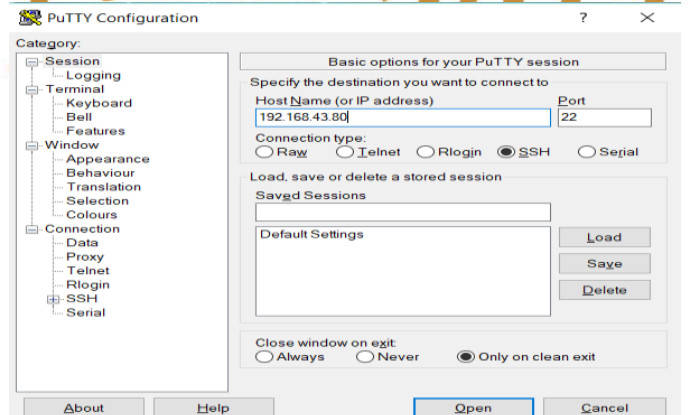 PuTTY Configuration
? ×
Category:
Session
Logging
Terminal
Keyboard
Bell
Features
Window
Appearance
Behaviour
Translation
Selection
Colours
Connection
Data
Proxy
Telnet
Rlogin
SSH
Serial
Basic options for your PuTTY session
Specify the destination you want to connect to
Host Name (or IP address) Port
192.168.43.80 22
Connection type:
Raw Telnet Rlogin SSH Serial
Load, save or delete a stored session
Saved Sessions
Default Settings
Load
Save
Delete
Close window on exit:
Always Never Only on clean exit
About Help Open Cancel